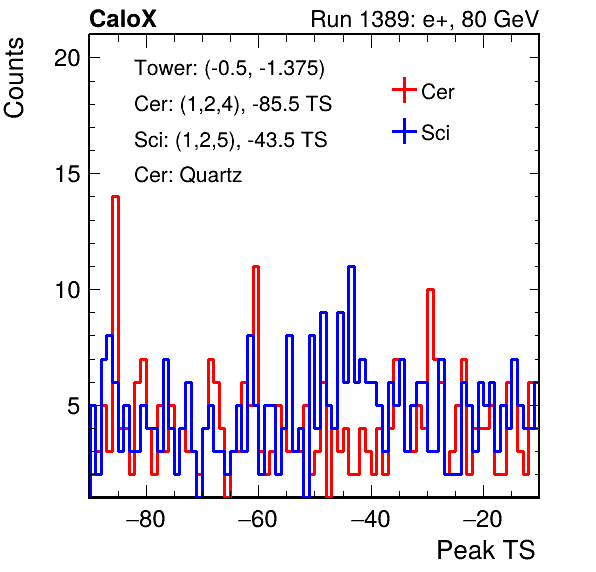 CaloX Run 1389: e+, 80 GeV
Counts
20
15
10
5
Tower: (-0.5, -1.375)
Cer: (1,2,4), -85.5 TS
Sci: (1,2,5), -43.5 TS
Cer: Quartz
Cer
Sci
−80 −60 −40 −20
Peak TS